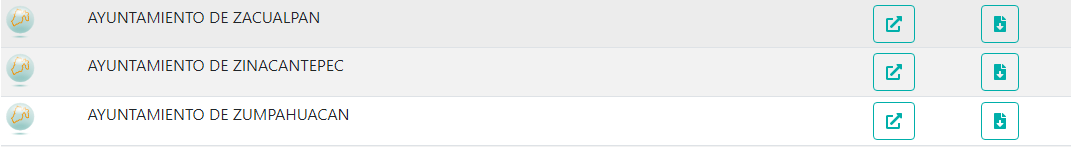 AYUNTAMIENTO DE ZACUALPAN
AYUNTAMIENTO DE ZINACANTEPEC
AYUNTAMIENTO DE ZUMPAHUACAN